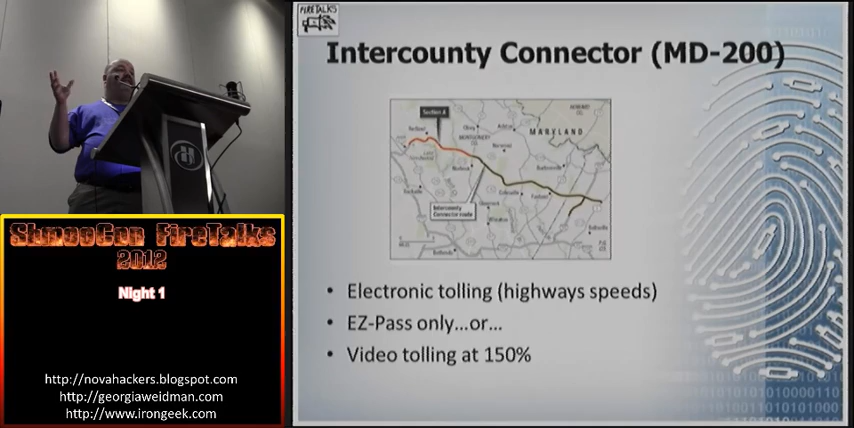 FIRETALKS
Intercounty Connector (MD-200)
Section A
MARYLAND
Intercounty
Connector route
• Electronic tolling (highways speeds)
• EZ-Pass only...or...
• Video tolling at 150%
ShmooCon FireTalks
2012
Night 1
http://novahackers.blogspot.com
http://georgiaweidman.com
http://www.irongeek.com